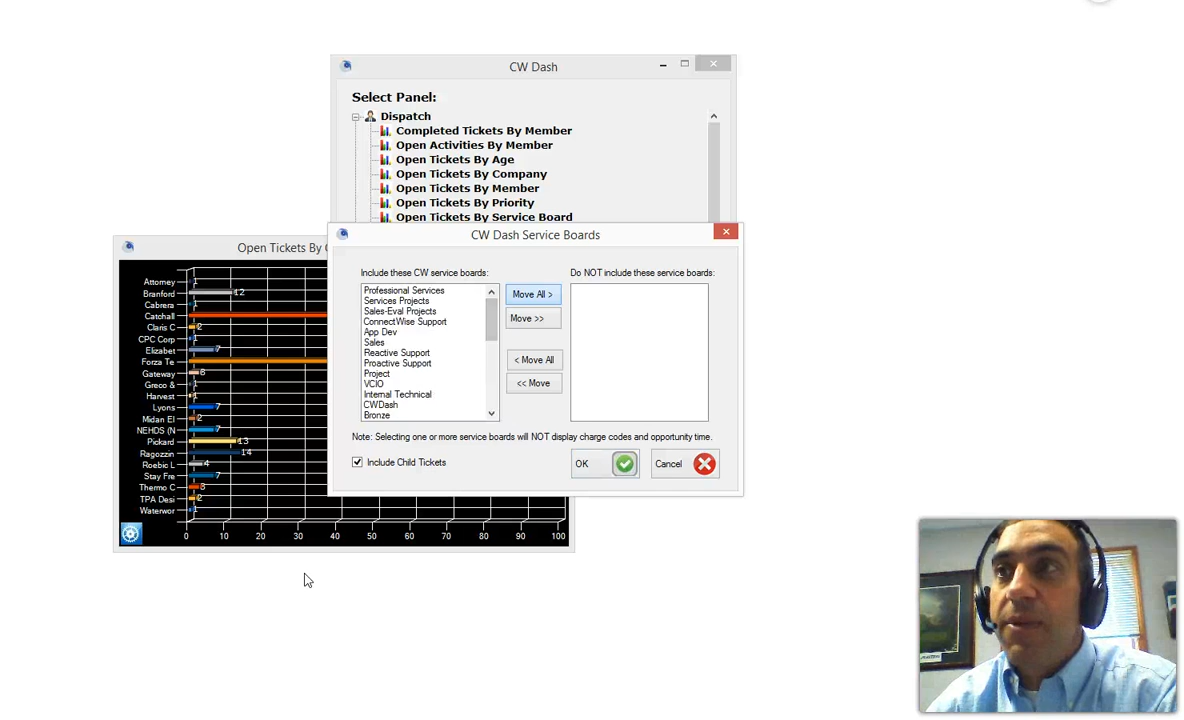 CW Dash
Select Panel:
Dispatch
Completed Tickets By Member
Open Activities By Member
Open Tickets By Age
Open Tickets By Company
Open Tickets By Member
Open Tickets By Priority
Open Tickets By Service Board
CW Dash Service Boards
Include these CW service boards:
Do NOT include these service boards:
Professional Services
Services Projects
Sales-Eval Projects
ConnectWise Support
App Dev
Sales
Reactive Support
Proactive Support
Project
VCIO
Internal Technical
CWDash
Bronze
Move All >
Move >>
< Move All
<< Move
Note: Selecting one or more service boards will NOT display charge codes and opportunity time.
Include Child Tickets
OK
Cancel
Open Tickets By C
Attorney 1
Branford 12
Cabrera 1
Catchall
Claris C 2
CPC Corp 1
Elizabet 7
Forza Te
Gateway 3
Greco & 1
Harvest 1
Lyons 7
Midan El 2
NEHDS (N 7
Pickard 13
Ragozzin 14
Roebic L 4
Stay Fre 7
Thermo C 3
TPA Desi 2
Waterwor 1
0 10 20 30 40 50 60 70 80 90 100